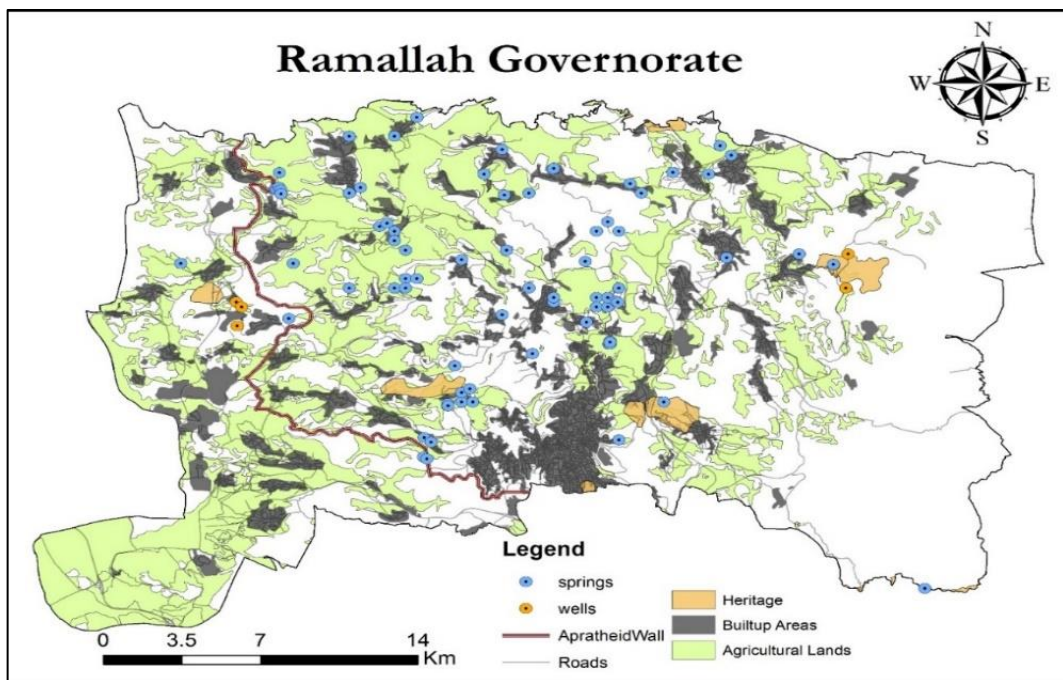 Ramallah Governorate
N
W E
S
Legend
springs
wells
ApratheidWall
Roads
Heritage
Builtup Areas
Agricultural Lands
0 3.5 7 14
Km